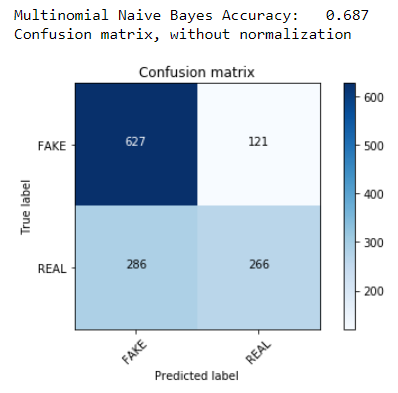 Multinomial Naive Bayes Accuracy:   0.687
Confusion matrix, without normalization
Confusion matrix
True label
FAKE
627
121
REAL
286
266
FAKE
REAL
Predicted label
600
500
400
300
200